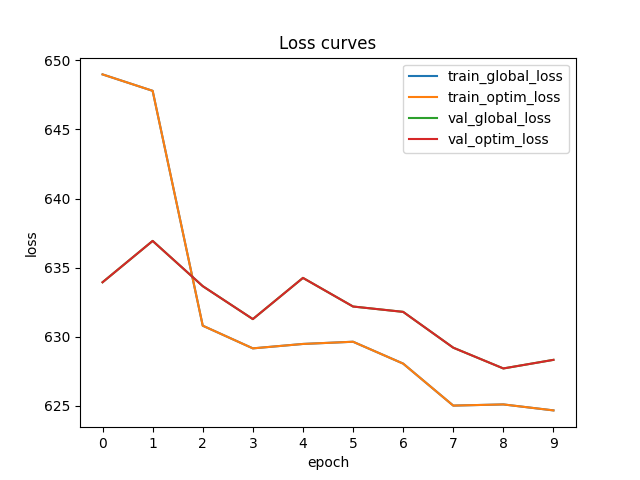 Loss curves
650
645
640
635
630
625
loss
train_global_loss
train_optim_loss
val_global_loss
val_optim_loss
0 1 2 3 4 5 6 7 8 9
epoch